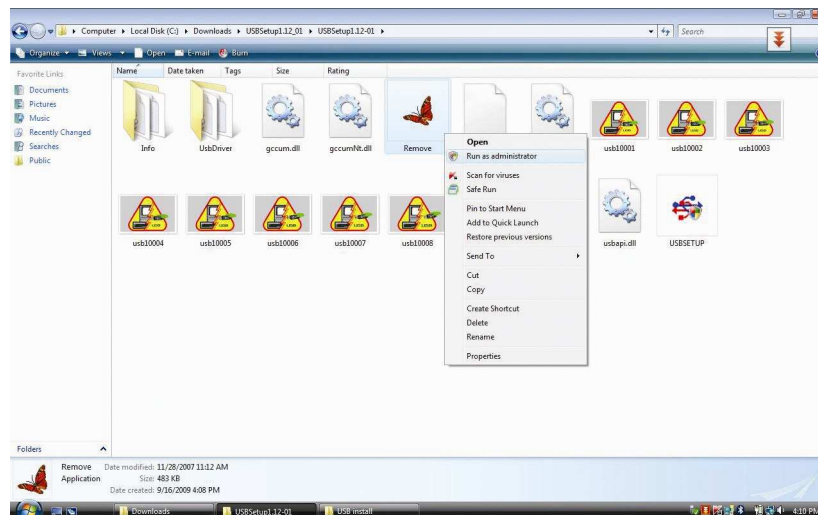 Computer ▸ Local Disk (C:) ▸ Downloads ▸ USBSetup1.12_01 ▸ USBSetup1.12-01 ▸
Search
Organize Views Open E-mail Burn
Favorite Links
Documents
Pictures
Music
Recently Changed
Searches
Public
Name Date taken Tags Size Rating
Info UsbDriver gccum.dll gccumNt.dll Remove usb10001 usb10002 usb10003
usb10004 usb10005 usb10006 usb10007 usb10008 usbapi.dll USBSETUP
Open
Run as administrator
Scan for viruses
Safe Run
Pin to Start Menu
Add to Quick Launch
Restore previous versions
Send To
Cut
Copy
Create Shortcut
Delete
Rename
Properties
Folders
Remove Date modified: 11/28/2007 11:12 AM
Application Size: 483 KB
Date created: 9/16/2009 4:08 PM
Downloads USBSetup1.12-01 USB install 4:10 PM